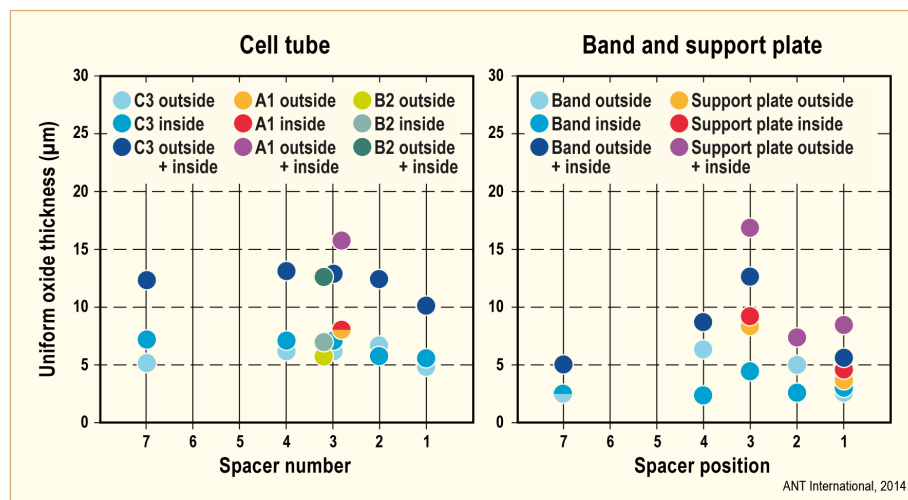 Cell tube
Band and support plate
Uniform oxide thickness (µm)
30
25
20
15
10
5
0
C3 outside
A1 outside
B2 outside
C3 inside
A1 inside
B2 inside
C3 outside + inside
A1 outside + inside
B2 outside + inside
7 6 5 4 3 2 1
Spacer number
30
25
20
15
10
5
0
Band outside
Support plate outside
Band inside
Support plate inside
Band outside + inside
Support plate outside + inside
7 6 5 4 3 2 1
Spacer position
ANT International, 2014